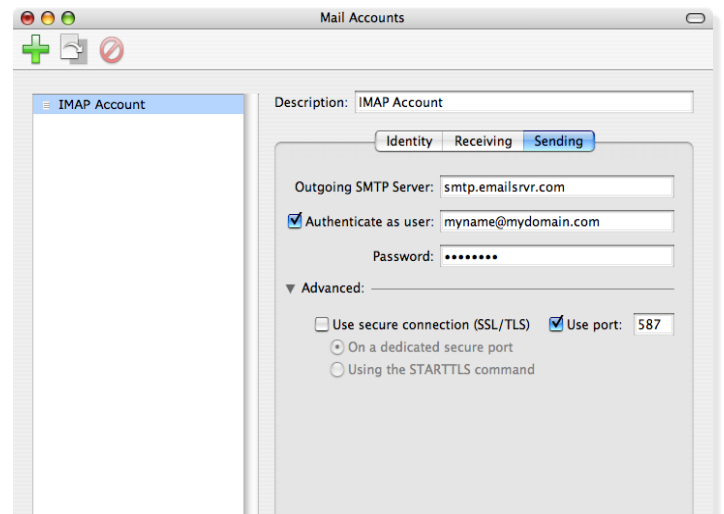 Mail Accounts
IMAP Account
Description: IMAP Account
Identity Receiving Sending
Outgoing SMTP Server: smtp.emailsrvr.com
Authenticate as user: myname@mydomain.com
Password: ••••••••
Advanced:
Use secure connection (SSL/TLS) Use port: 587
On a dedicated secure port
Using the STARTTLS command